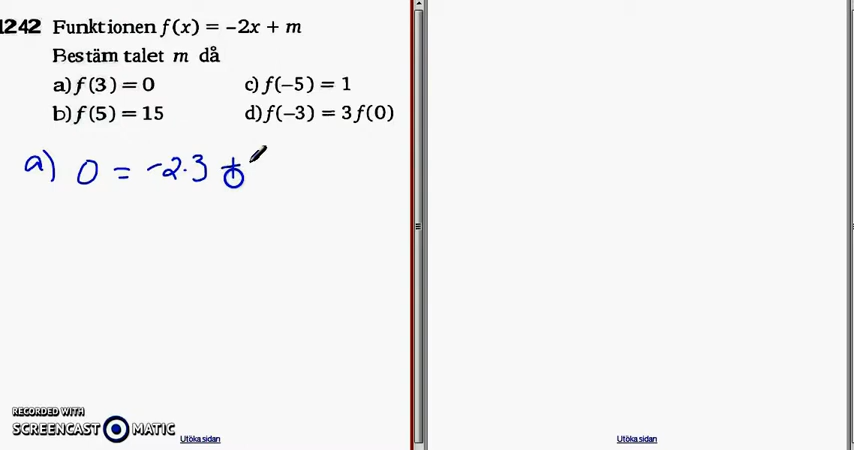 1242 Funktionen f(x) = –2x + m
Bestäm talet m då
a) f(3) = 0
c) f(–5) = 1
b) f(5) = 15
d) f(–3) = 3f(0)
a) 0 = -2·3 +
RECORDED WITH
SCREENCAST MATIC
Utöka sidan
Utöka sidan